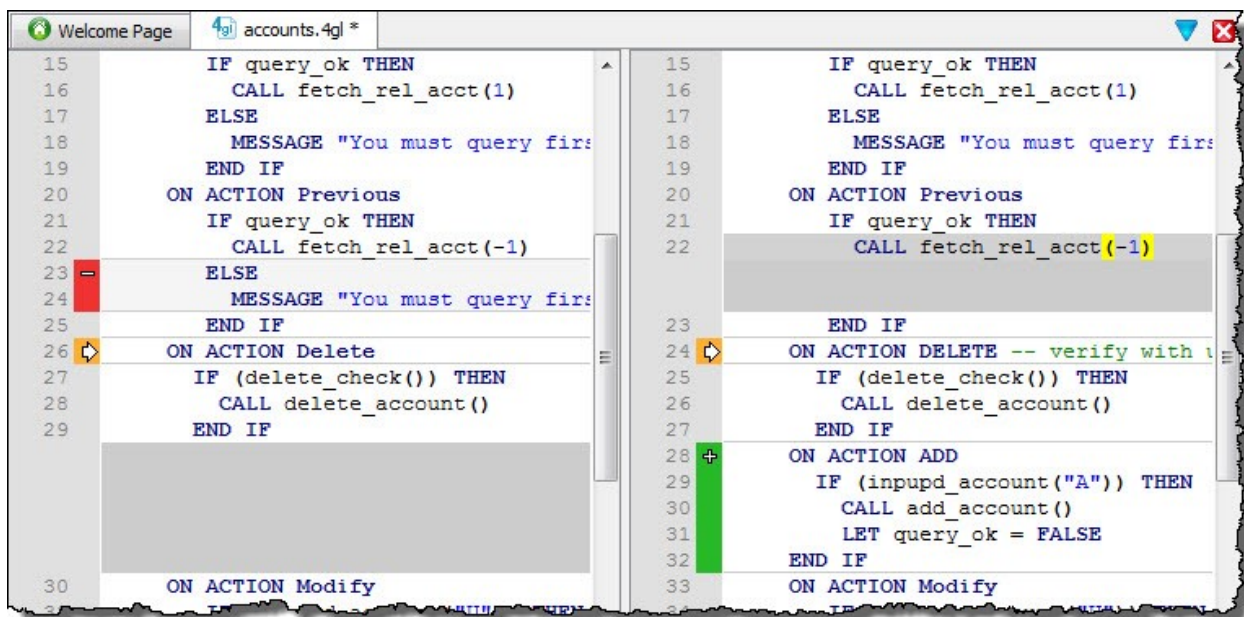 Welcome Page
4gl accounts.4gl *
15 IF query_ok THEN
16 CALL fetch_rel_acct(1)
17 ELSE
18 MESSAGE "You must query firs
19 END IF
20 ON ACTION Previous
21 IF query_ok THEN
22 CALL fetch_rel_acct(-1)
23 ELSE
24 MESSAGE "You must query firs
25 END IF
26 ON ACTION Delete
27 IF (delete_check()) THEN
28 CALL delete_account()
29 END IF
30 ON ACTION Modify
15 IF query_ok THEN
16 CALL fetch_rel_acct(1)
17 ELSE
18 MESSAGE "You must query firs
19 END IF
20 ON ACTION Previous
21 IF query_ok THEN
22 CALL fetch_rel_acct(-1)
23 END IF
24 ON ACTION DELETE -- verify with
25 IF (delete_check()) THEN
26 CALL delete_account()
27 END IF
28 ON ACTION ADD
29 IF (inpupd_account("A")) THEN
30 CALL add_account()
31 LET query_ok = FALSE
32 END IF
33 ON ACTION Modify